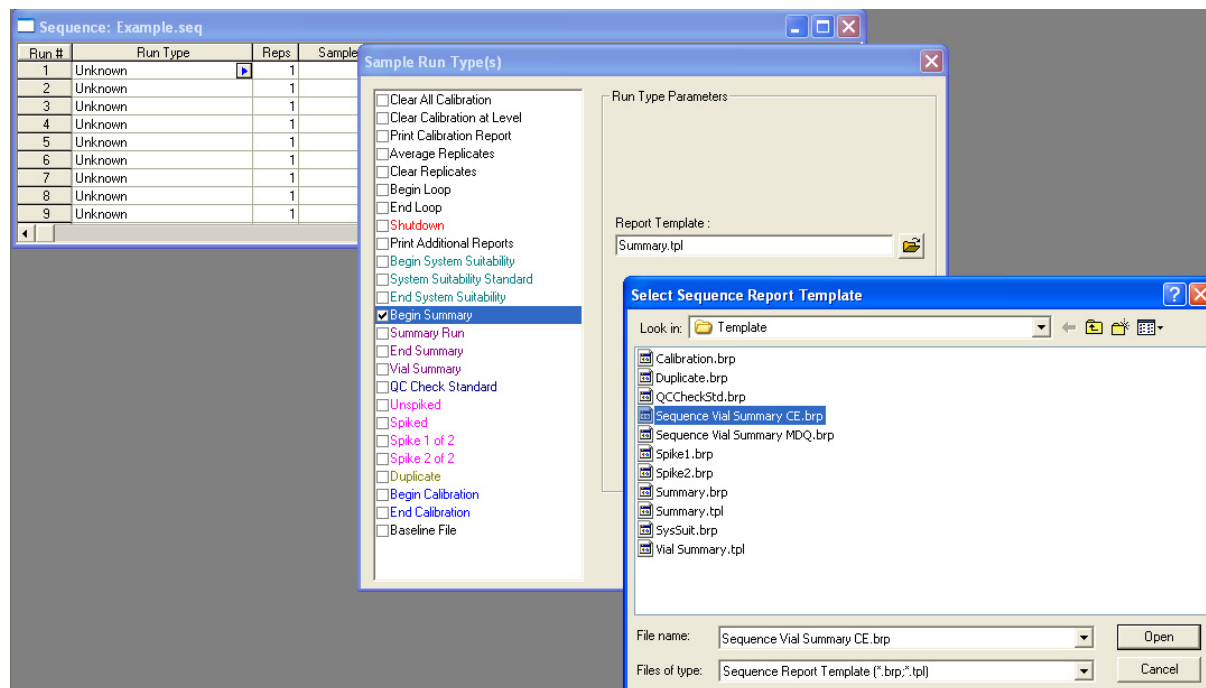 Sequence: Example.seq
Run # Run Type Reps Sample
1 Unknown 1
2 Unknown 1
3 Unknown 1
4 Unknown 1
5 Unknown 1
6 Unknown 1
7 Unknown 1
8 Unknown 1
9 Unknown 1
Sample Run Type(s)
Clear All Calibration
Clear Calibration at Level
Print Calibration Report
Average Replicates
Clear Replicates
Begin Loop
End Loop
Shutdown
Print Additional Reports
Begin System Suitability
System Suitability Standard
End System Suitability
Begin Summary
Summary Run
End Summary
Vial Summary
QC Check Standard
Unspiked
Spiked
Spike 1 of 2
Spike 2 of 2
Duplicate
Begin Calibration
End Calibration
Baseline File
Run Type Parameters
Report Template :
Summary.tpl
Select Sequence Report Template
Look in: Template
Calibration.brp
Duplicate.brp
QCCheckStd.brp
Sequence Vial Summary CE.brp
Sequence Vial Summary MDQ.brp
Spike1.brp
Spike2.brp
Summary.brp
Summary.tpl
SysSuit.brp
Vial Summary.tpl
File name: Sequence Vial Summary CE.brp Open
Files of type: Sequence Report Template (*.brp;*.tpl) Cancel